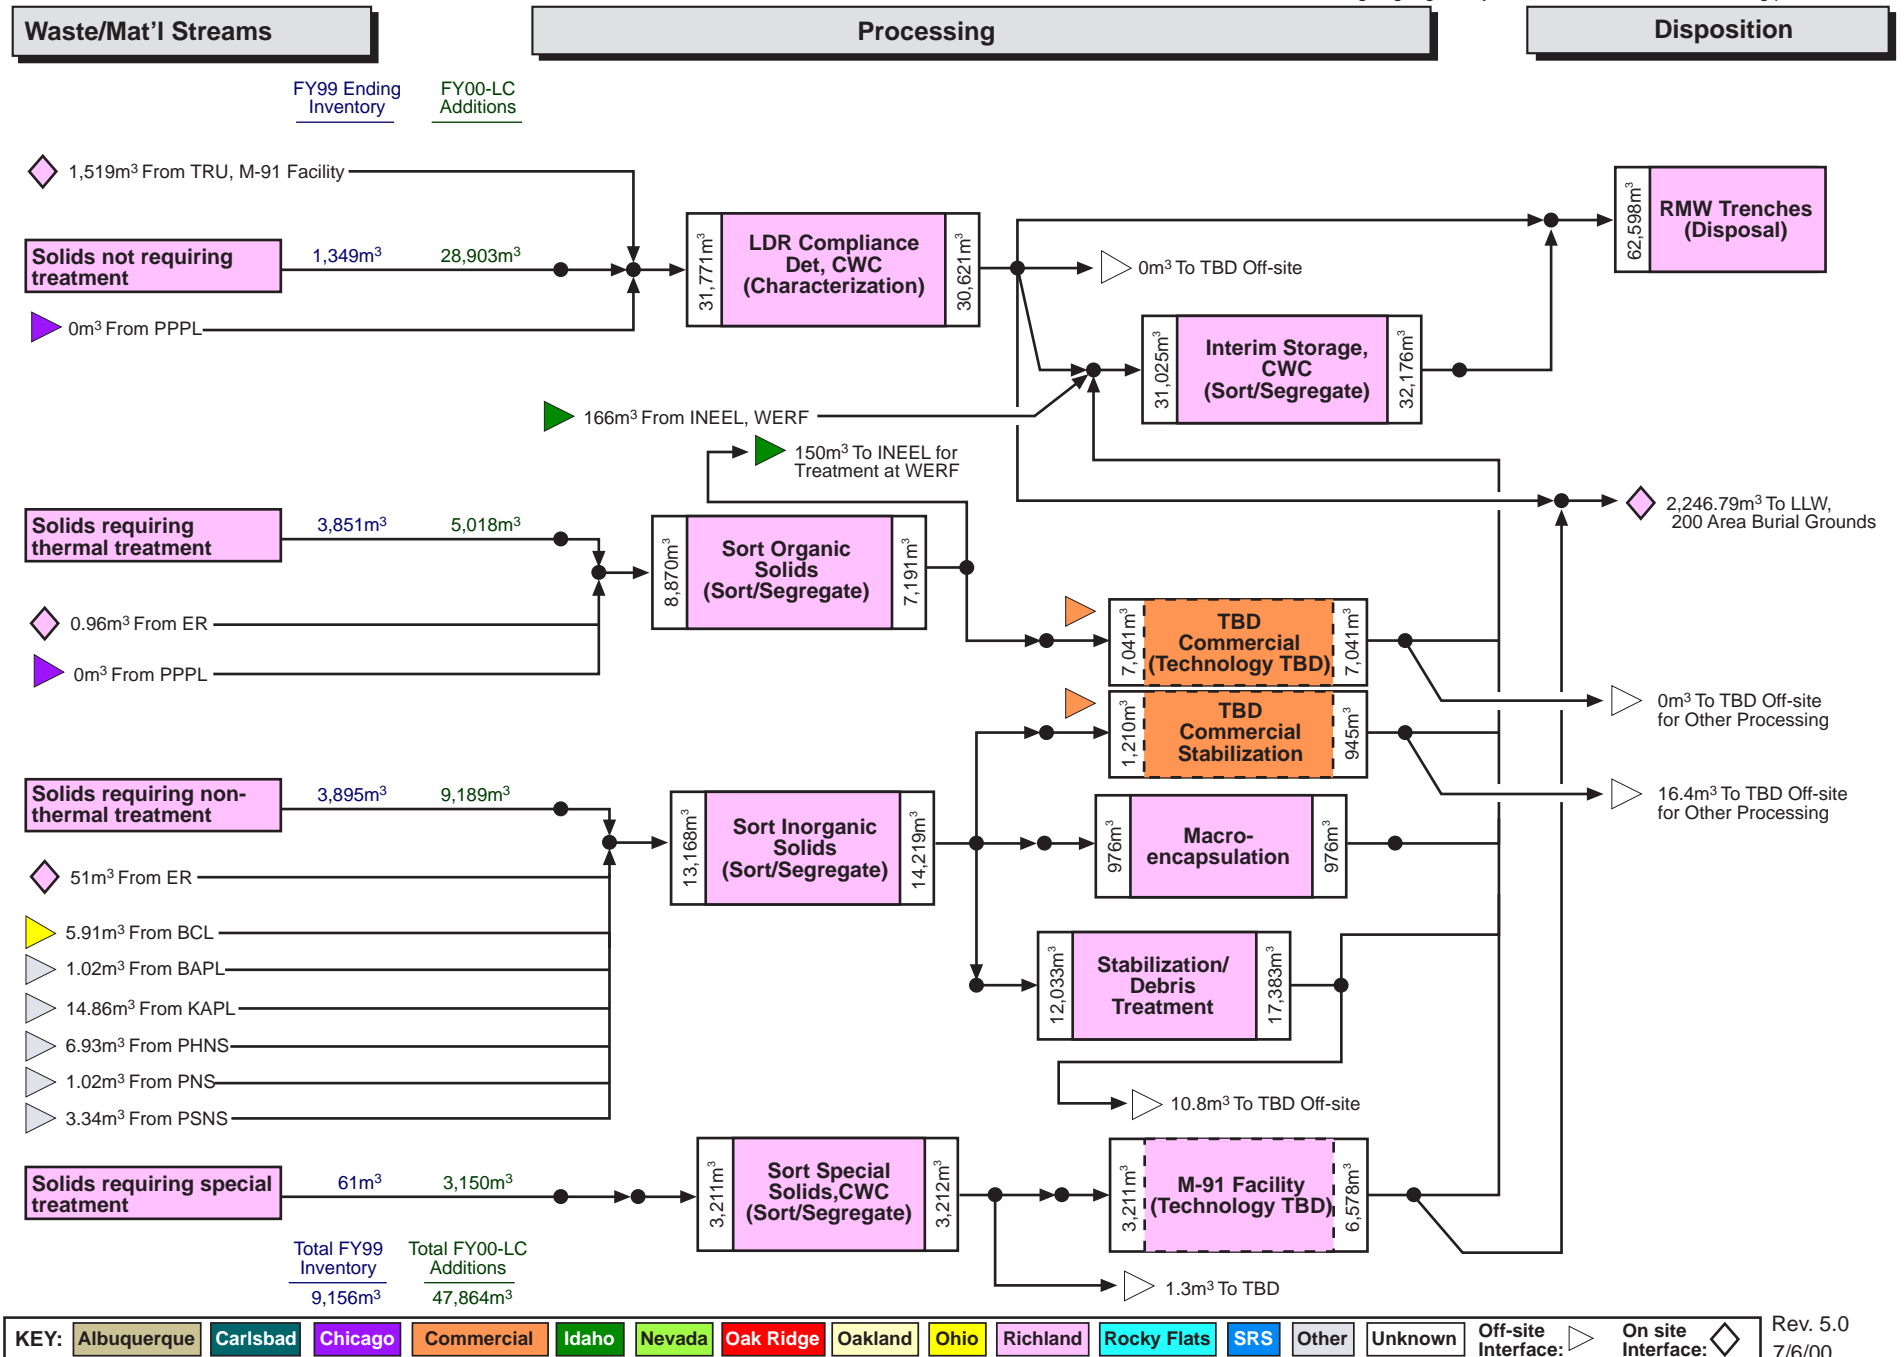 Waste/Mat'l Streams
Processing
Disposition
FY99 Ending
Inventory
FY00-LC
Additions
1,519m³ From TRU, M-91 Facility
Solids not requiring
treatment
1,349m³
28,903m³
0m³ From PPPL
31,771m³
LDR Compliance
Det, CWC
(Characterization)
30,621m³
0m³ To TBD Off-site
62,598m³
RMW Trenches
(Disposal)
31,025m³
Interim Storage,
CWC
(Sort/Segregate)
32,176m³
166m³ From INEEL, WERF
150m³ To INEEL for
Treatment at WERF
2,246.79m³ To LLW,
200 Area Burial Grounds
Solids requiring
thermal treatment
3,851m³
5,018m³
8,870m³
Sort Organic
Solids
(Sort/Segregate)
7,191m³
0.96m³ From ER
0m³ From PPPL
7,041m³
TBD
Commercial
(Technology TBD)
7,041m³
0m³ To TBD Off-site
for Other Processing
1,210m³
TBD
Commercial
Stabilization
945m³
16.4m³ To TBD Off-site
for Other Processing
Solids requiring non-
thermal treatment
3,895m³
9,189m³
13,168m³
Sort Inorganic
Solids
(Sort/Segregate)
14,219m³
976m³
Macro-
encapsulation
976m³
51m³ From ER
5.91m³ From BCL
1.02m³ From BAPL
14.86m³ From KAPL
6.93m³ From PHNS
1.02m³ From PNS
3.34m³ From PSNS
12,033m³
Stabilization/
Debris
Treatment
17,383m³
10.8m³ To TBD Off-site
Solids requiring special
treatment
61m³
3,150m³
3,211m³
Sort Special
Solids,CWC
(Sort/Segregate)
3,212m³
3,211m³
M-91 Facility
(Technology TBD)
6,578m³
1.3m³ To TBD
Total FY99
Inventory
9,156m³
Total FY00-LC
Additions
47,864m³
KEY:
Albuquerque
Carlsbad
Chicago
Commercial
Idaho
Nevada
Oak Ridge
Oakland
Ohio
Richland
Rocky Flats
SRS
Other
Unknown
Off-site
Interface:
On site
Interface:
Rev. 5.0
7/6/00